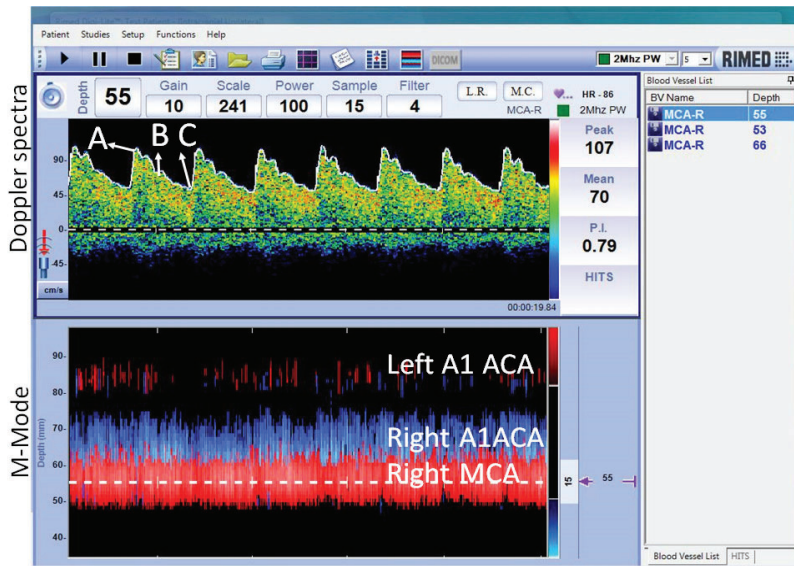 Patient Studies Setup Functions Help
DICOM
2Mhz PW 5 RIMED
Doppler spectra
Depth 55
Gain Scale Power Sample Filter
10 241 100 15 4
L.R. M.C. HR - 86
MCA-R 2Mhz PW
A B C
90-
45-
0-
45-
cm/s
Peak
107
Mean
70
P.I.
0.79
HITS
00:00:19.84
Blood Vessel List
BV Name Depth
MCA-R 55
MCA-R 53
MCA-R 66
M-Mode
Depth (mm)
90-
80-
70-
60-
50-
40-
Left A1 ACA
Right A1ACA
Right MCA
15 55
Blood Vessel List HITS